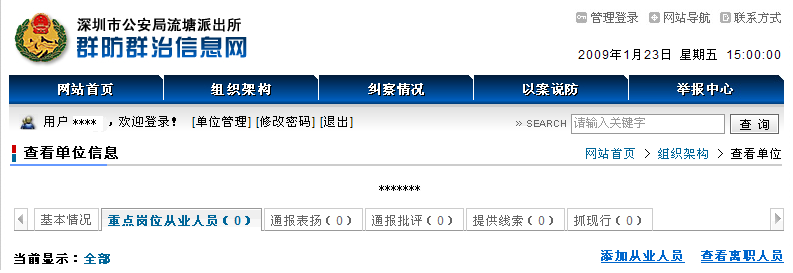 深圳市公安局流塘派出所
群防群治信息网
管理登录 网站导航 联系方式
2009年1月23日 星期五 15:00:00
网站首页 组织架构 纠察情况 以案说防 举报中心
用户 **** ，欢迎登录! [单位管理] [修改密码] [退出] » SEARCH 请输入关键字 查 询
查看单位信息 网站首页 > 组织架构 > 查看单位
*******
基本情况 重点岗位从业人员（0） 通报表扬（0） 通报批评（0） 提供线索（0） 抓现行（0）
当前显示：全部 添加从业人员 查看离职人员